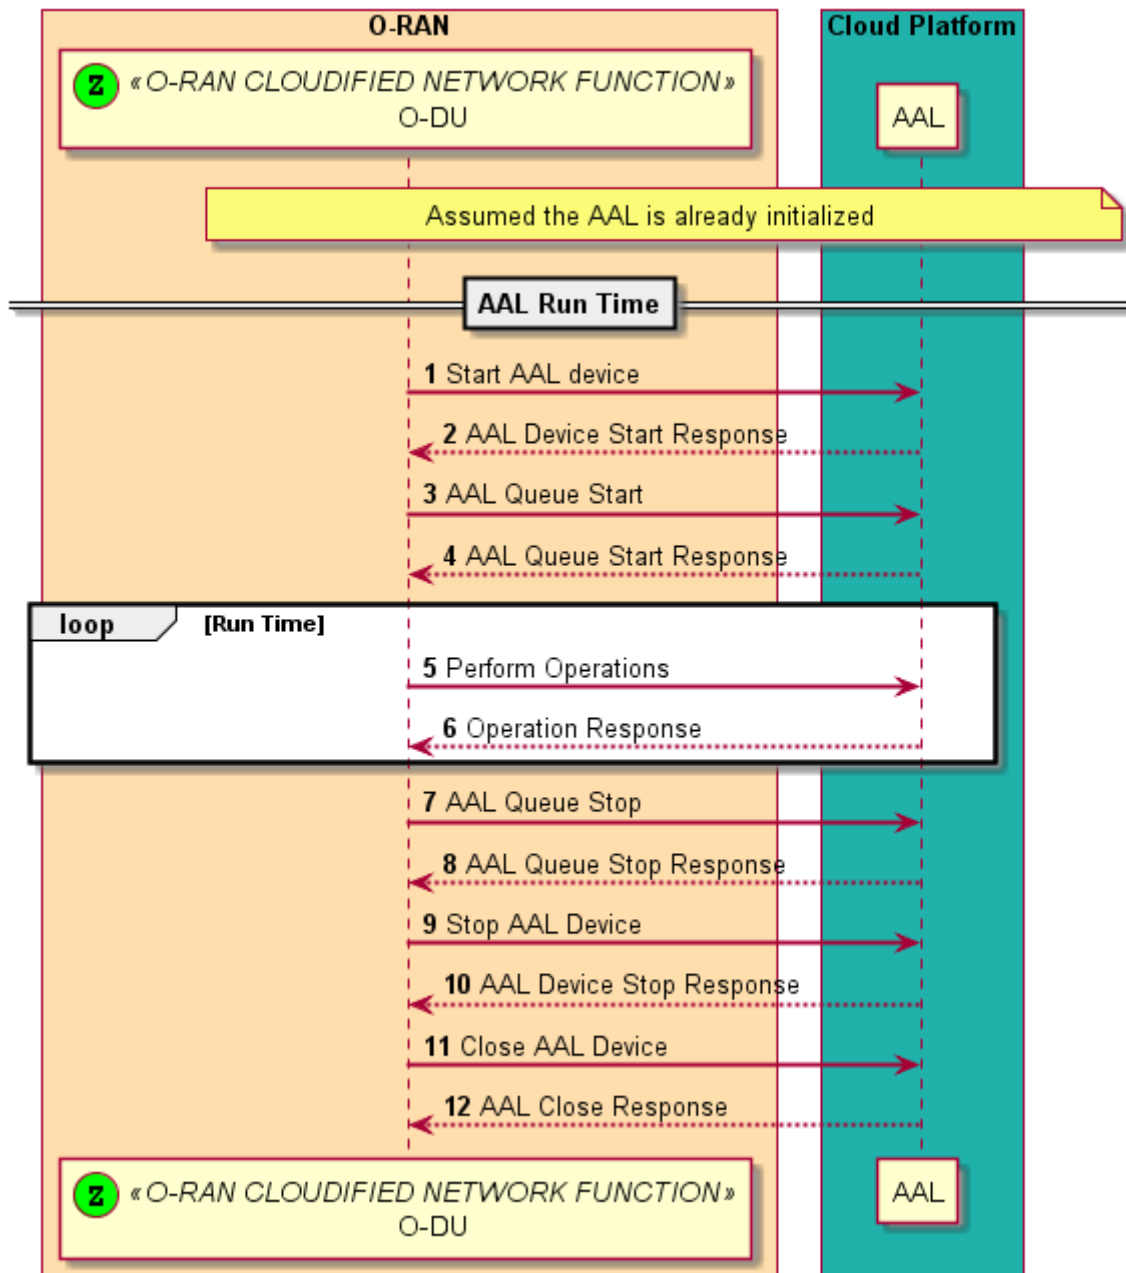 O-RAN
Cloud Platform
Z «O-RAN CLOUDIFIED NETWORK FUNCTION»
O-DU
AAL
Assumed the AAL is already initialized
AAL Run Time
1 Start AAL device
2 AAL Device Start Response
3 AAL Queue Start
4 AAL Queue Start Response
loop [Run Time]
5 Perform Operations
6 Operation Response
7 AAL Queue Stop
8 AAL Queue Stop Response
9 Stop AAL Device
10 AAL Device Stop Response
11 Close AAL Device
12 AAL Close Response
Z «O-RAN CLOUDIFIED NETWORK FUNCTION»
O-DU
AAL